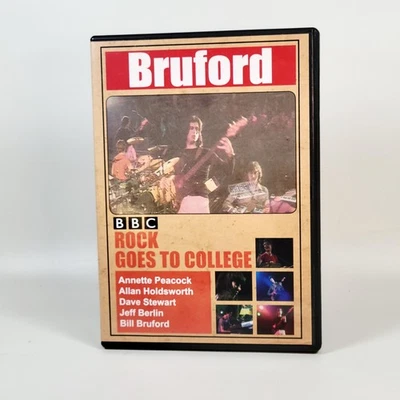 Bruford
BBC
ROCK
GOES TO COLLEGE
Annette Peacock
Allan Holdsworth
Dave Stewart
Jeff Berlin
Bill Bruford